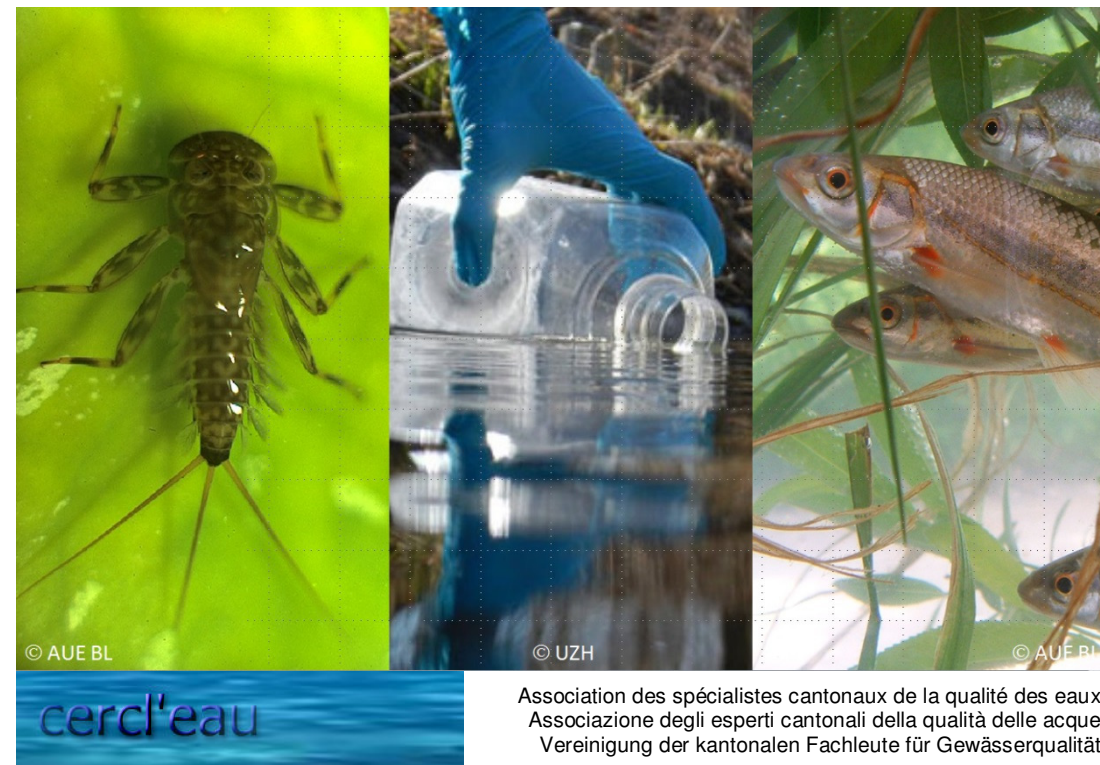 © AUE BL
© UZH
© AUE BL
cercl'eau
Association des spécialistes cantonaux de la qualité des eaux
Associazione degli esperti cantonali della qualità delle acque
Vereinigung der kantonalen Fachleute für Gewässerqualität